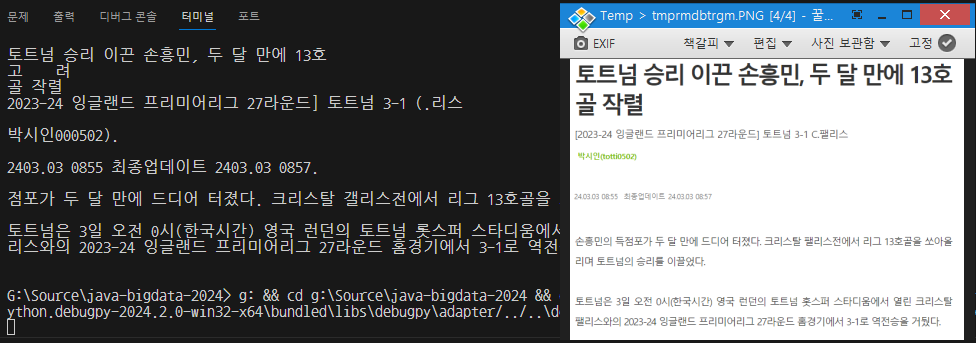 문제 출력 디버그 콘솔 터미널 포트
토트넘 승리 이끈 손흥민, 두 달 만에 13호
고 려
골 작렬
2023-24 잉글랜드 프리미어리그 27라운드] 토트넘 3-1 (.리스
박시인000502).
2403.03 0855 최종업데이트 2403.03 0857.
점포가 두 달 만에 드디어 터졌다. 크리스탈 갤리스전에서 리그 13호골을
토트넘은 3일 오전 0시(한국시간) 영국 런던의 토트넘 롯스퍼 스타디움에서
리스와의 2023-24 잉글랜드 프리미어리그 27라운드 홈경기에서 3-1로 역전
G:\Source\java-bigdata-2024> g: && cd g:\Source\java-bigdata-2024 &&
ython.debugpy-2024.2.0-win32-x64\bundled\libs\debugpy\adapter/../..\d
Temp > tmprmdbtrgm.PNG [4/4] - 꿀
EXIF 책갈피 편집 사진 보관함 고정
토트넘 승리 이끈 손흥민, 두 달 만에 13호
골 작렬
[2023-24 잉글랜드 프리미어리그 27라운드] 토트넘 3-1 C.팰리스
박시인(totti0502)
24.03.03 08:55 최종업데이트 24.03.03 08:57
손흥민의 득점포가 두 달 만에 드디어 터졌다. 크리스탈 팰리스전에서 리그 13호골을 쏘아올
리며 토트넘의 승리를 이끌었다.
토트넘은 3일 오전 0시(한국시간) 영국 런던의 토트넘 홋스퍼 스타디움에서 열린 크리스탈
팰리스와의 2023-24 잉글랜드 프리미어리그 27라운드 홈경기에서 3-1로 역전승을 거뒀다.